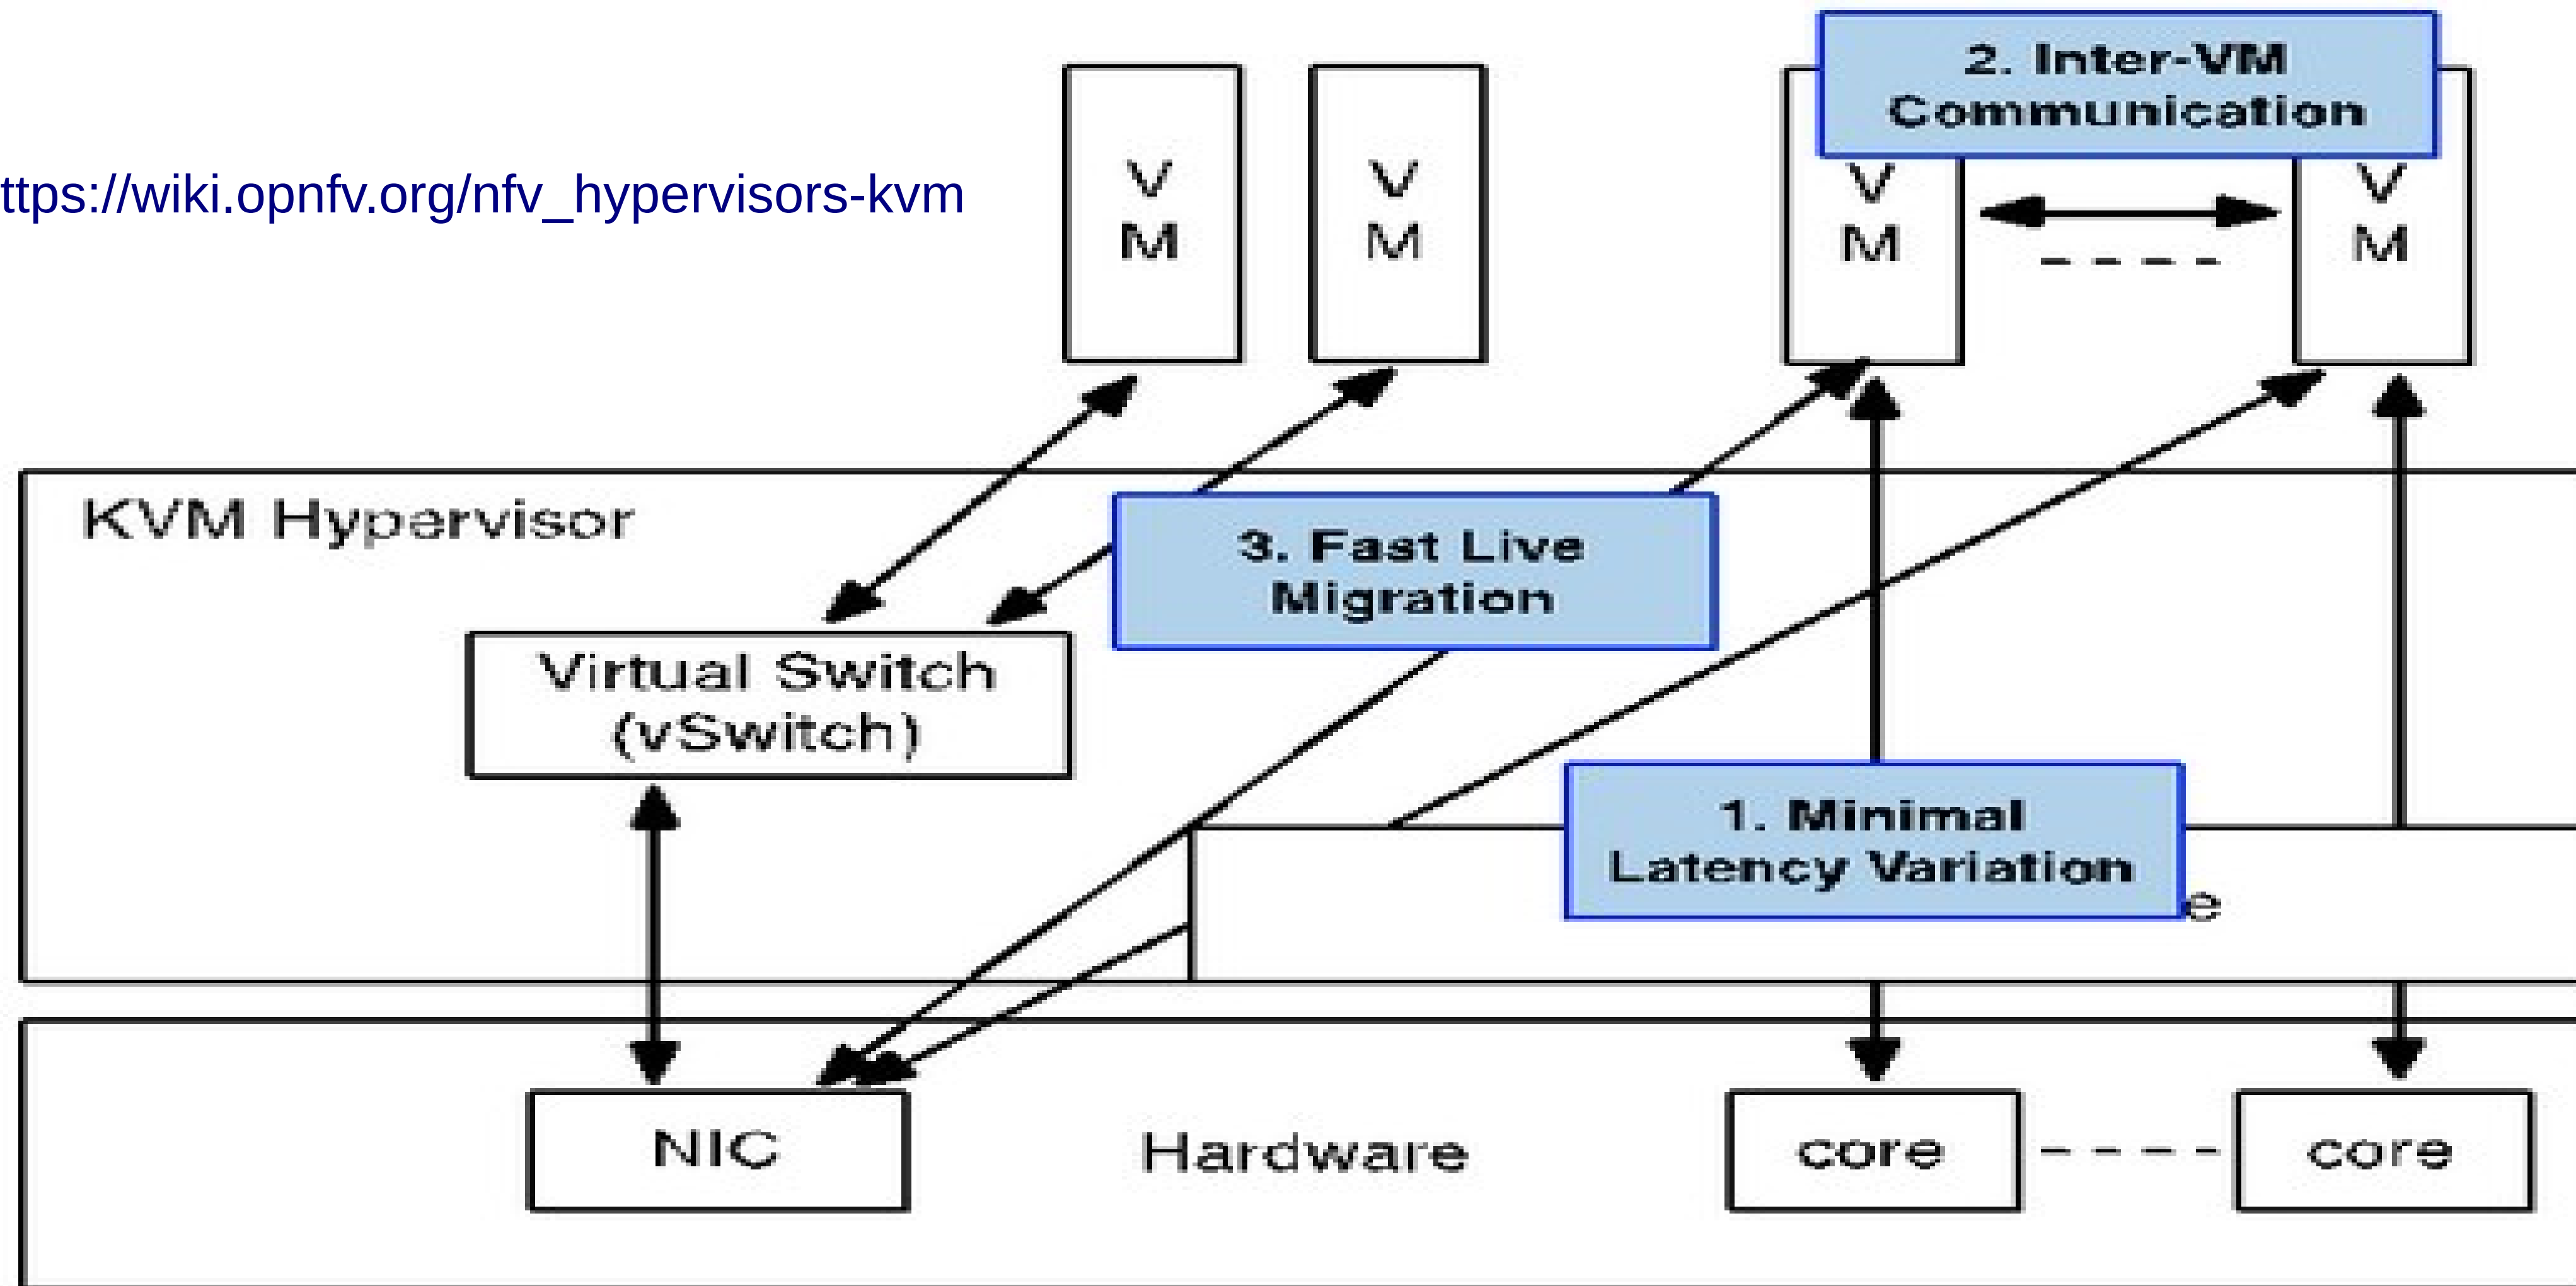 2. Inter-VM
Communication
ttps://wiki.opnfv.org/nfv_hypervisors-kvm
V
M
V
M
V
M
V
M
KVM Hypervisor
3. Fast Live
Migration
Virtual Switch
(vSwitch)
1. Minimal
Latency Variation
e
NIC
Hardware
core
core